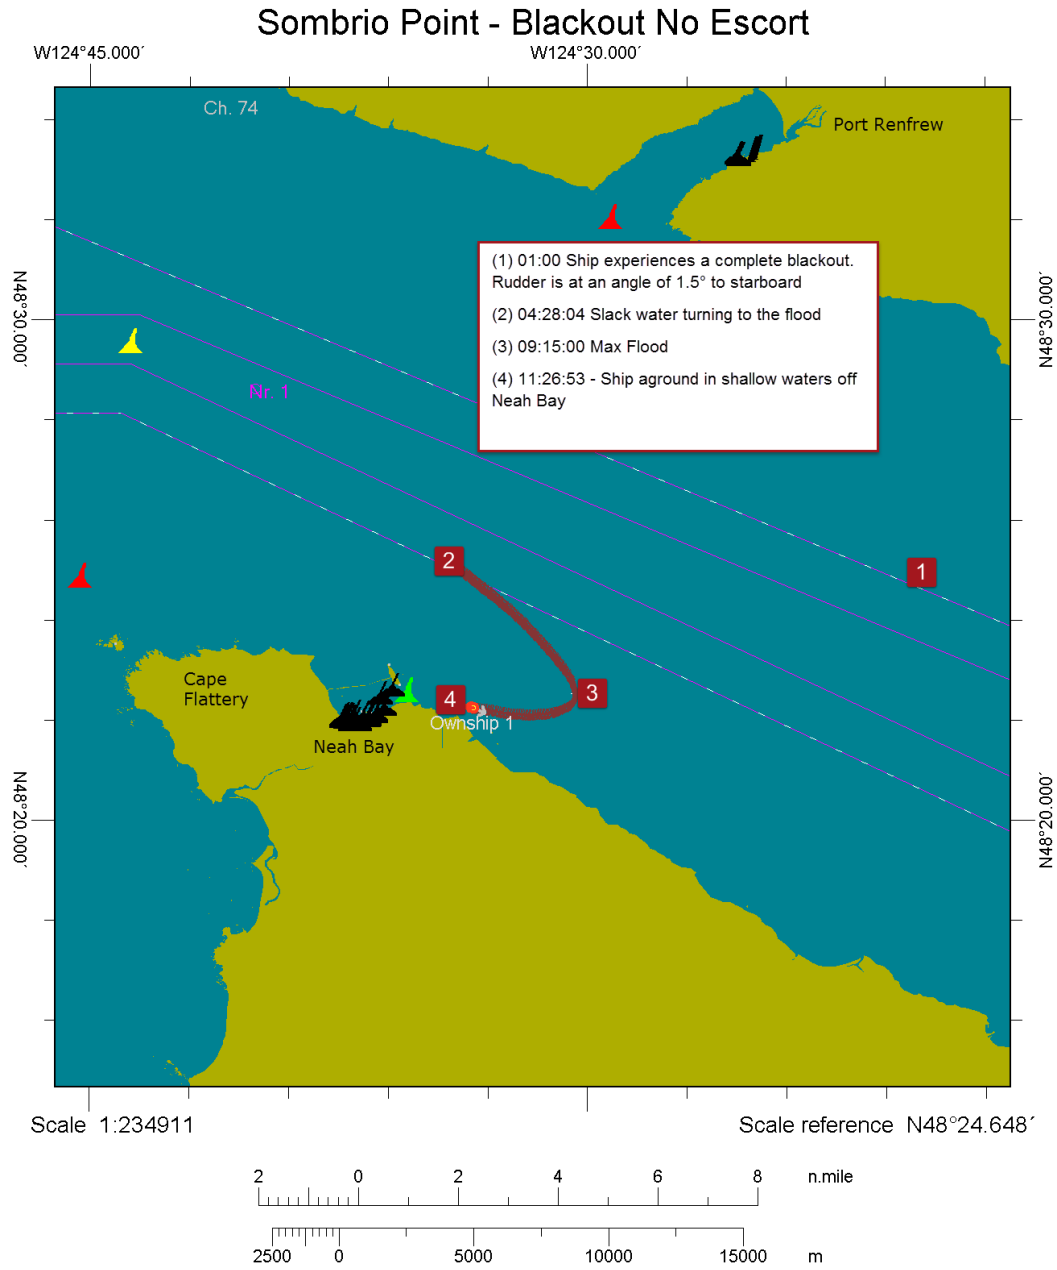 Sombrio Point - Blackout No Escort
W124°45.000´
W124°30.000´
Ch. 74
Port Renfrew
(1) 01:00 Ship experiences a complete blackout.
Rudder is at an angle of 1.5° to starboard
(2) 04:28:04 Slack water turning to the flood
(3) 09:15:00 Max Flood
(4) 11:26:53 - Ship aground in shallow waters off
Neah Bay
N48°30.000´
N48°30.000´
Nr. 1
2
1
Cape
Flattery
4
3
Ownship 1
Neah Bay
N48°20.000´
N48°20.000´
Scale 1:234911
Scale reference N48°24.648´
2 0 2 4 6 8 n.mile
2500 0 5000 10000 15000 m